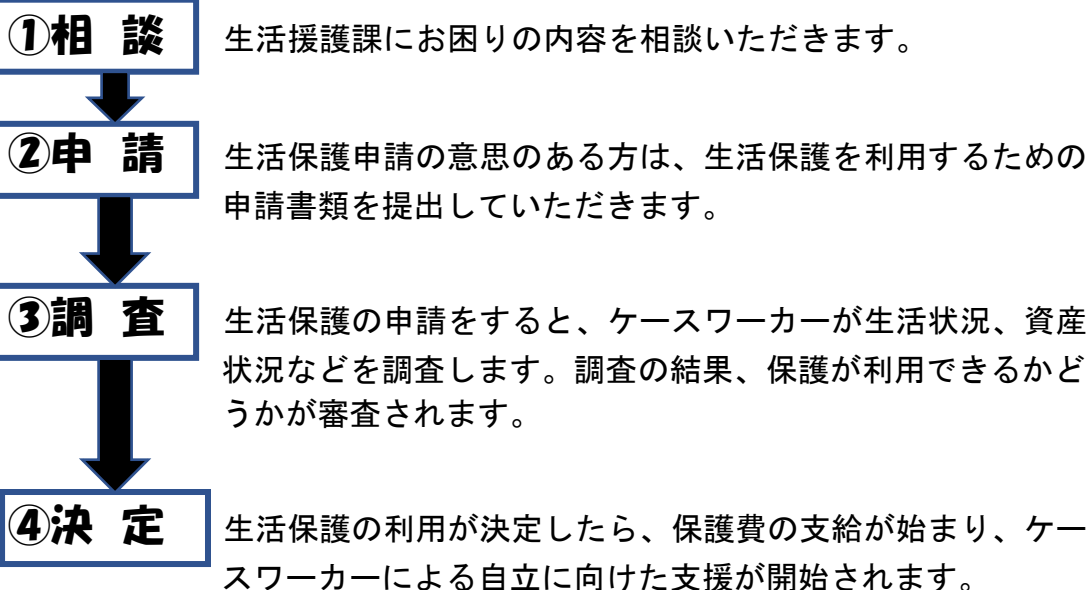 ①相 談
生活援護課にお困りの内容を相談いただきます。
②申 請
生活保護申請の意思のある方は、生活保護を利用するための
申請書類を提出していただきます。
③調 査
生活保護の申請をすると、ケースワーカーが生活状況、資産
状況などを調査します。調査の結果、保護が利用できるかど
うかが審査されます。
④決 定
生活保護の利用が決定したら、保護費の支給が始まり、ケー
スワーカーによる自立に向けた支援が開始されます。